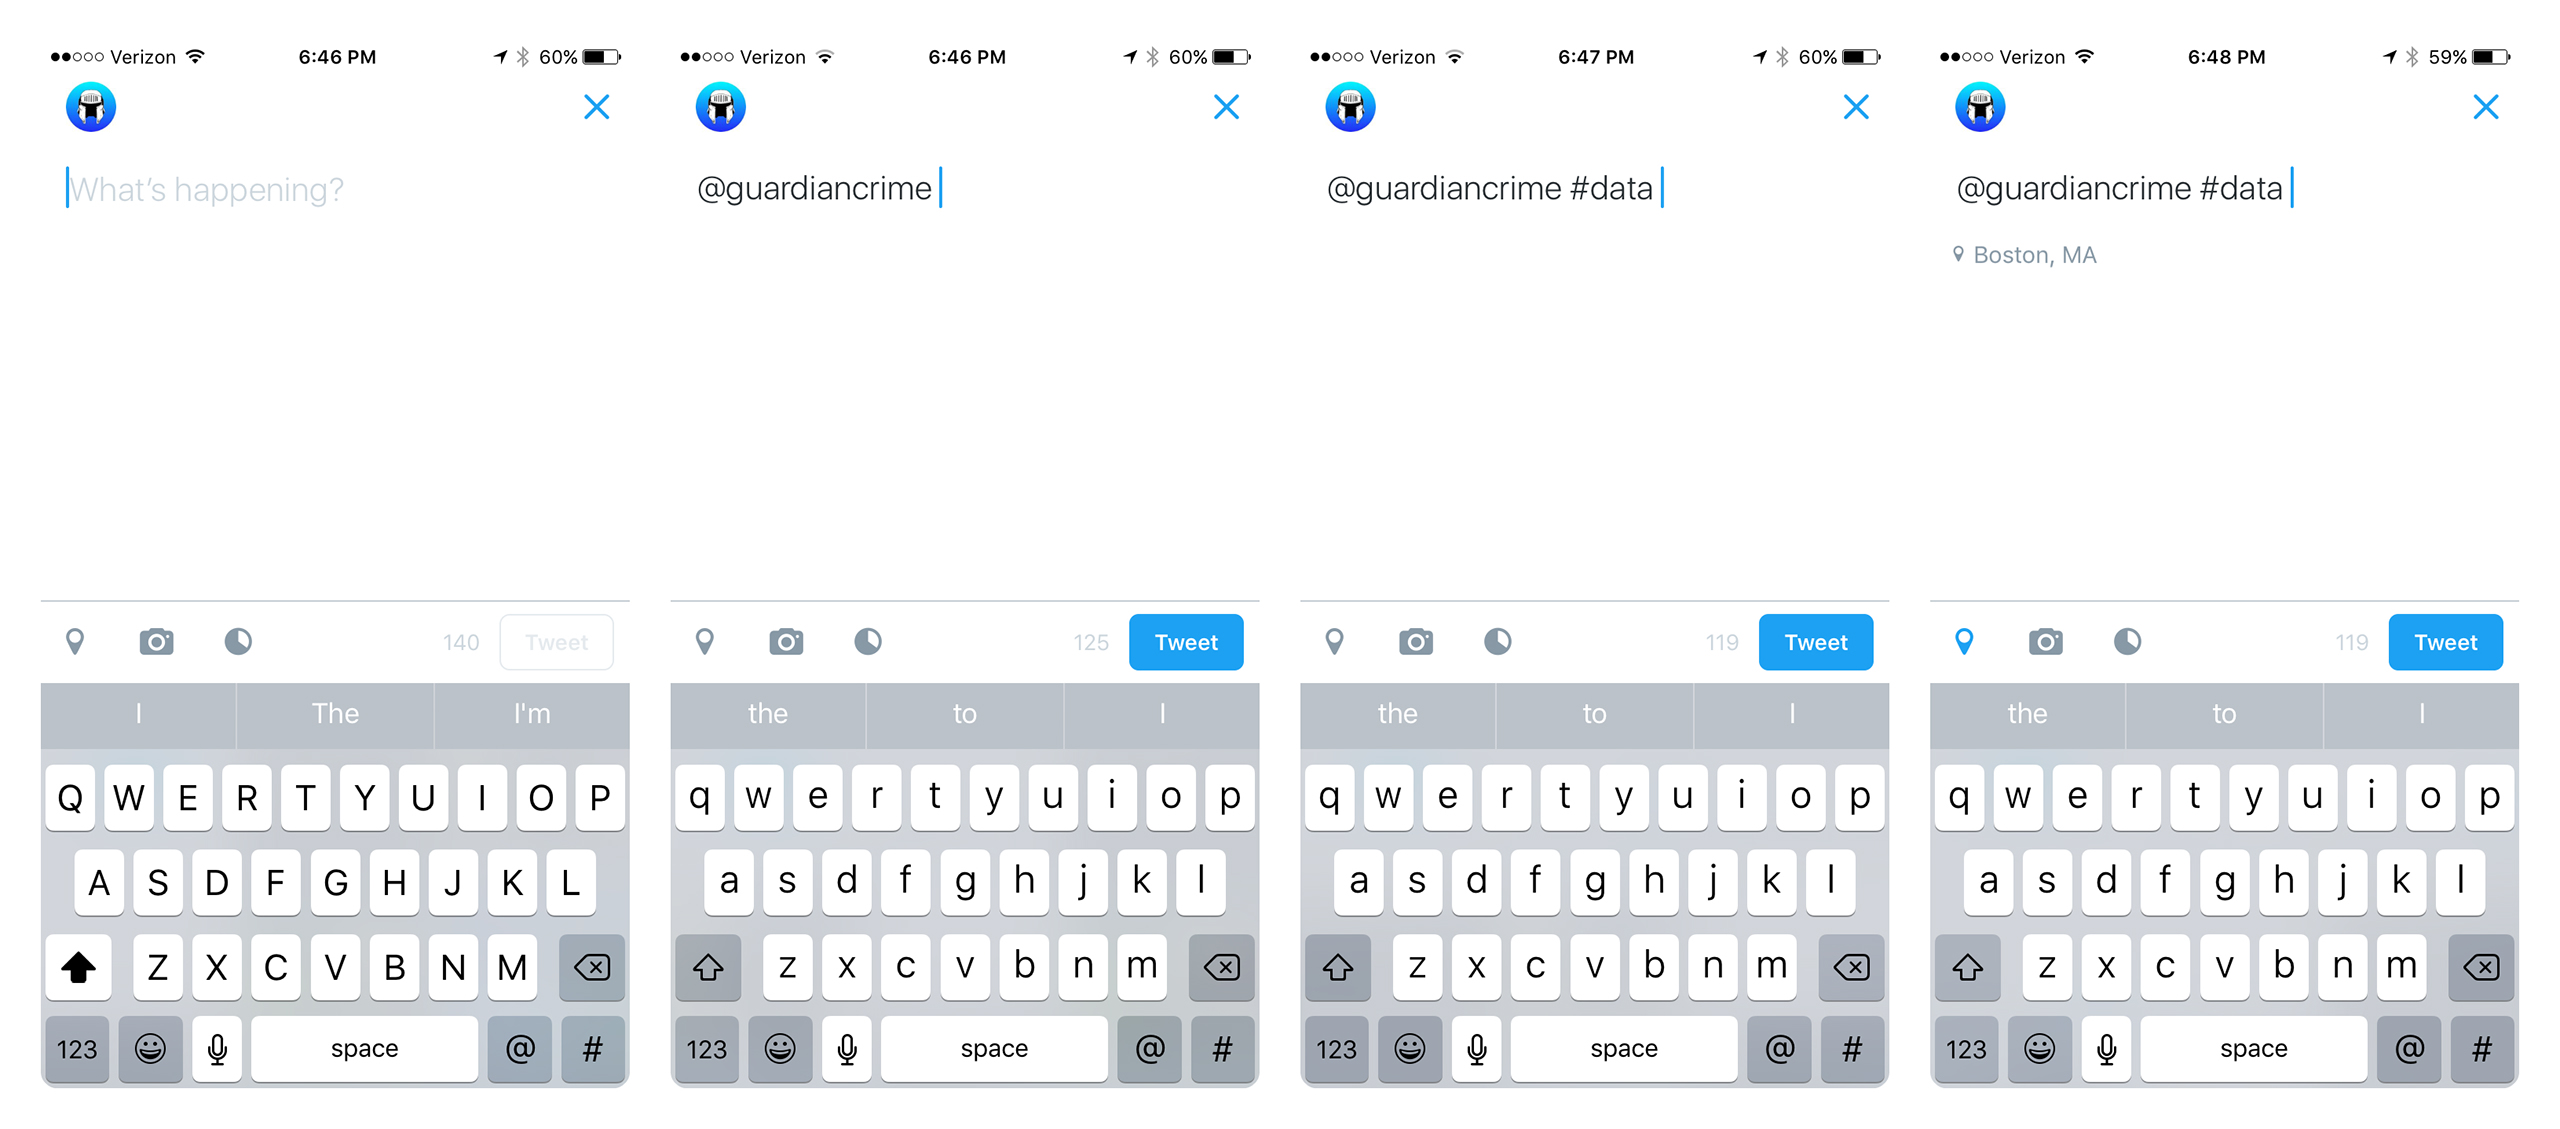 Verizon 6:46 PM 60%
What's happening?
140 Tweet
I The I'm
Q W E R T Y U I O P
A S D F G H J K L
Z X C V B N M
123 space @ #
Verizon 6:46 PM 60%
@guardiancrime
125 Tweet
the to I
q w e r t y u i o p
a s d f g h j k l
z x c v b n m
123 space @ #
Verizon 6:47 PM 60%
@guardiancrime #data
119 Tweet
the to I
q w e r t y u i o p
a s d f g h j k l
z x c v b n m
123 space @ #
Verizon 6:48 PM 59%
@guardiancrime #data
Boston, MA
119 Tweet
the to I
q w e r t y u i o p
a s d f g h j k l
z x c v b n m
123 space @ #